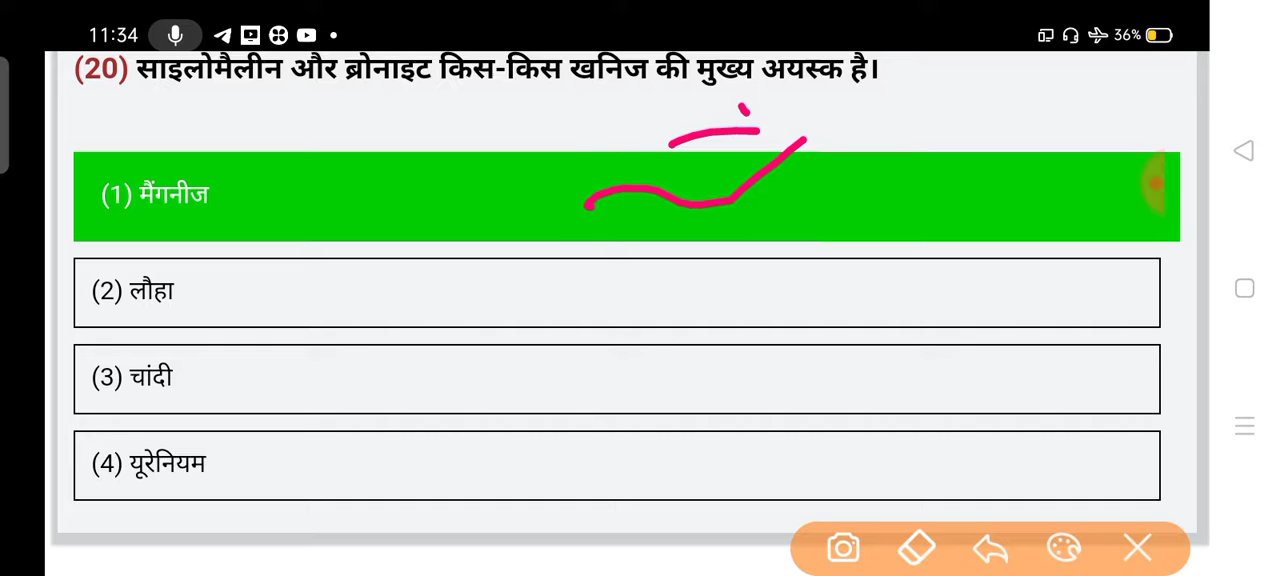 11:34
36%
(20) साइलोमैलीन और ब्रोनाइट किस-किस खनिज की मुख्य अयस्क है।
(1) मैंगनीज
(2) लौहा
(3) चांदी
(4) यूरेनियम